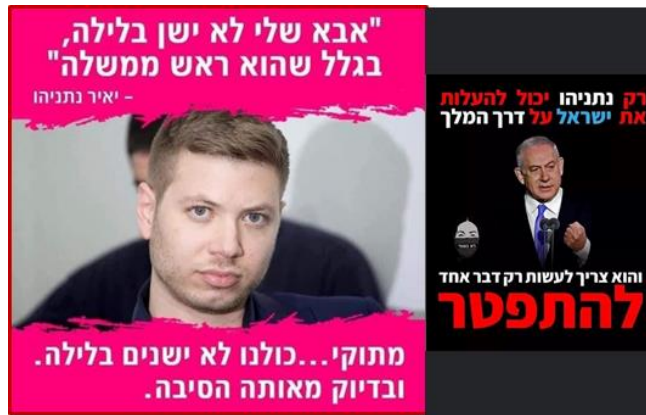 "אבא שלי לא ישן בלילה,
בגלל שהוא ראש ממשלה"
– יאיר נתניהו
מתוקי...כולנו לא ישנים בלילה.
ובדיוק מאותה הסיבה.
רק נתניהו יכול להעלות
את ישראל על דרך המלך
והוא צריך לעשות רק דבר אחד
להתפטר